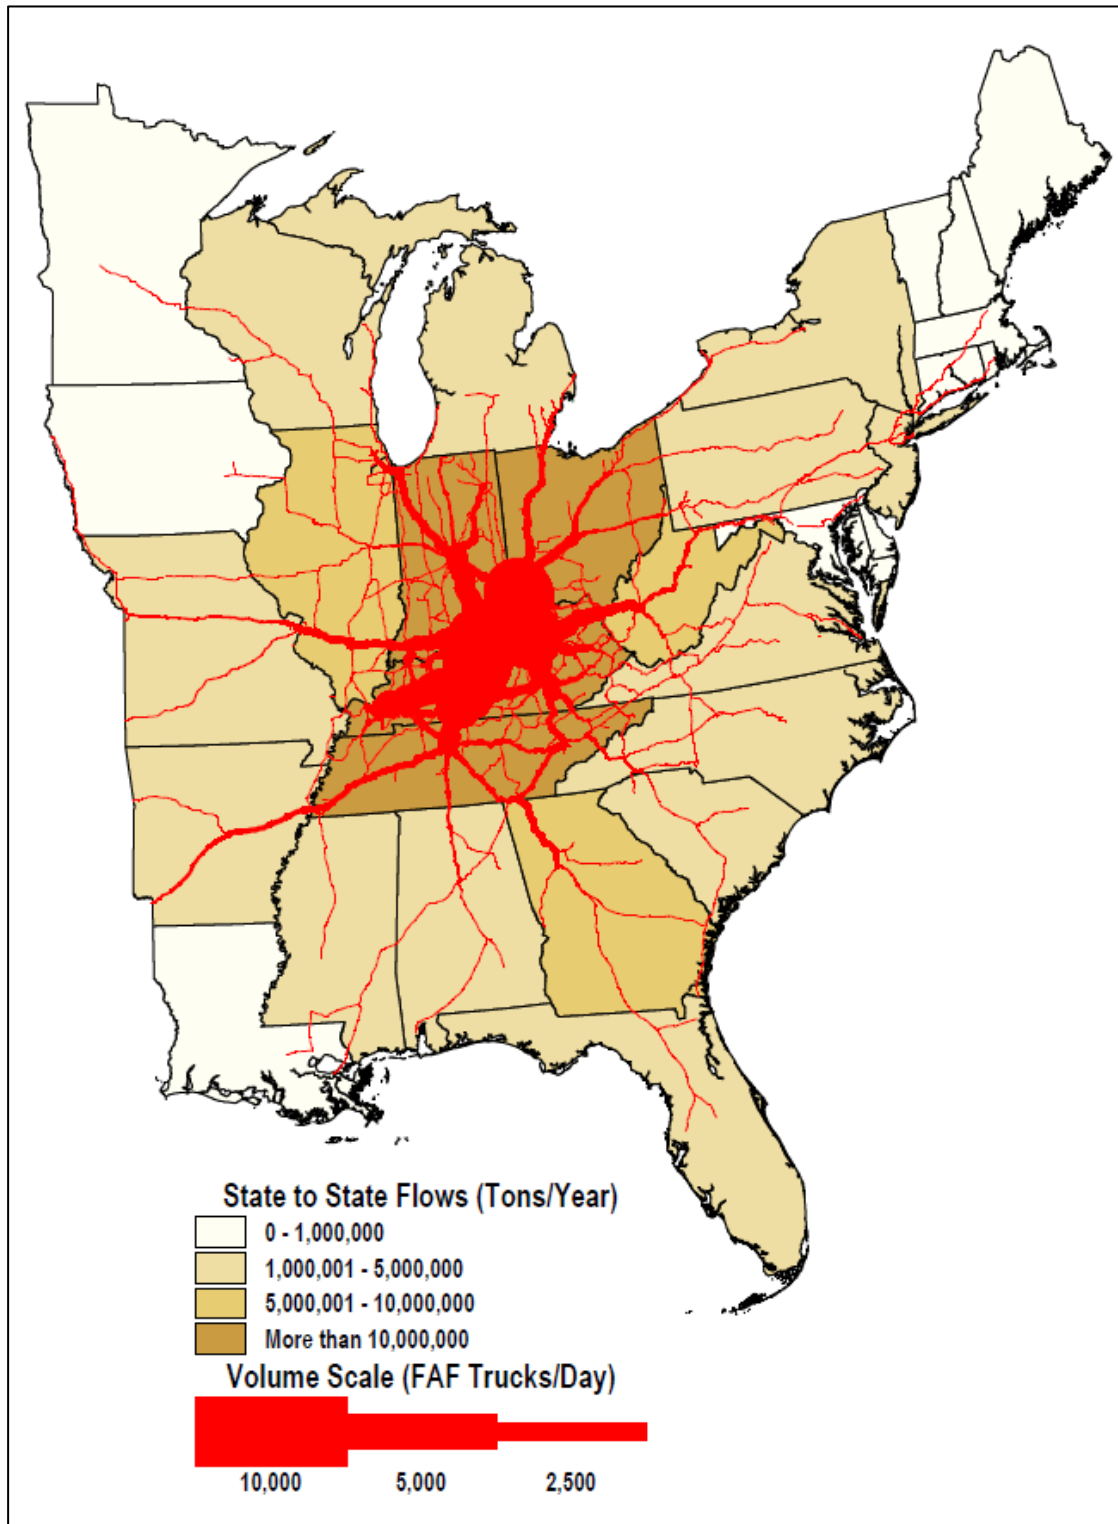 State to State Flows (Tons/Year)
0 - 1,000,000
1,000,001 - 5,000,000
5,000,001 - 10,000,000
More than 10,000,000
Volume Scale (FAF Trucks/Day)
10,000 5,000 2,500